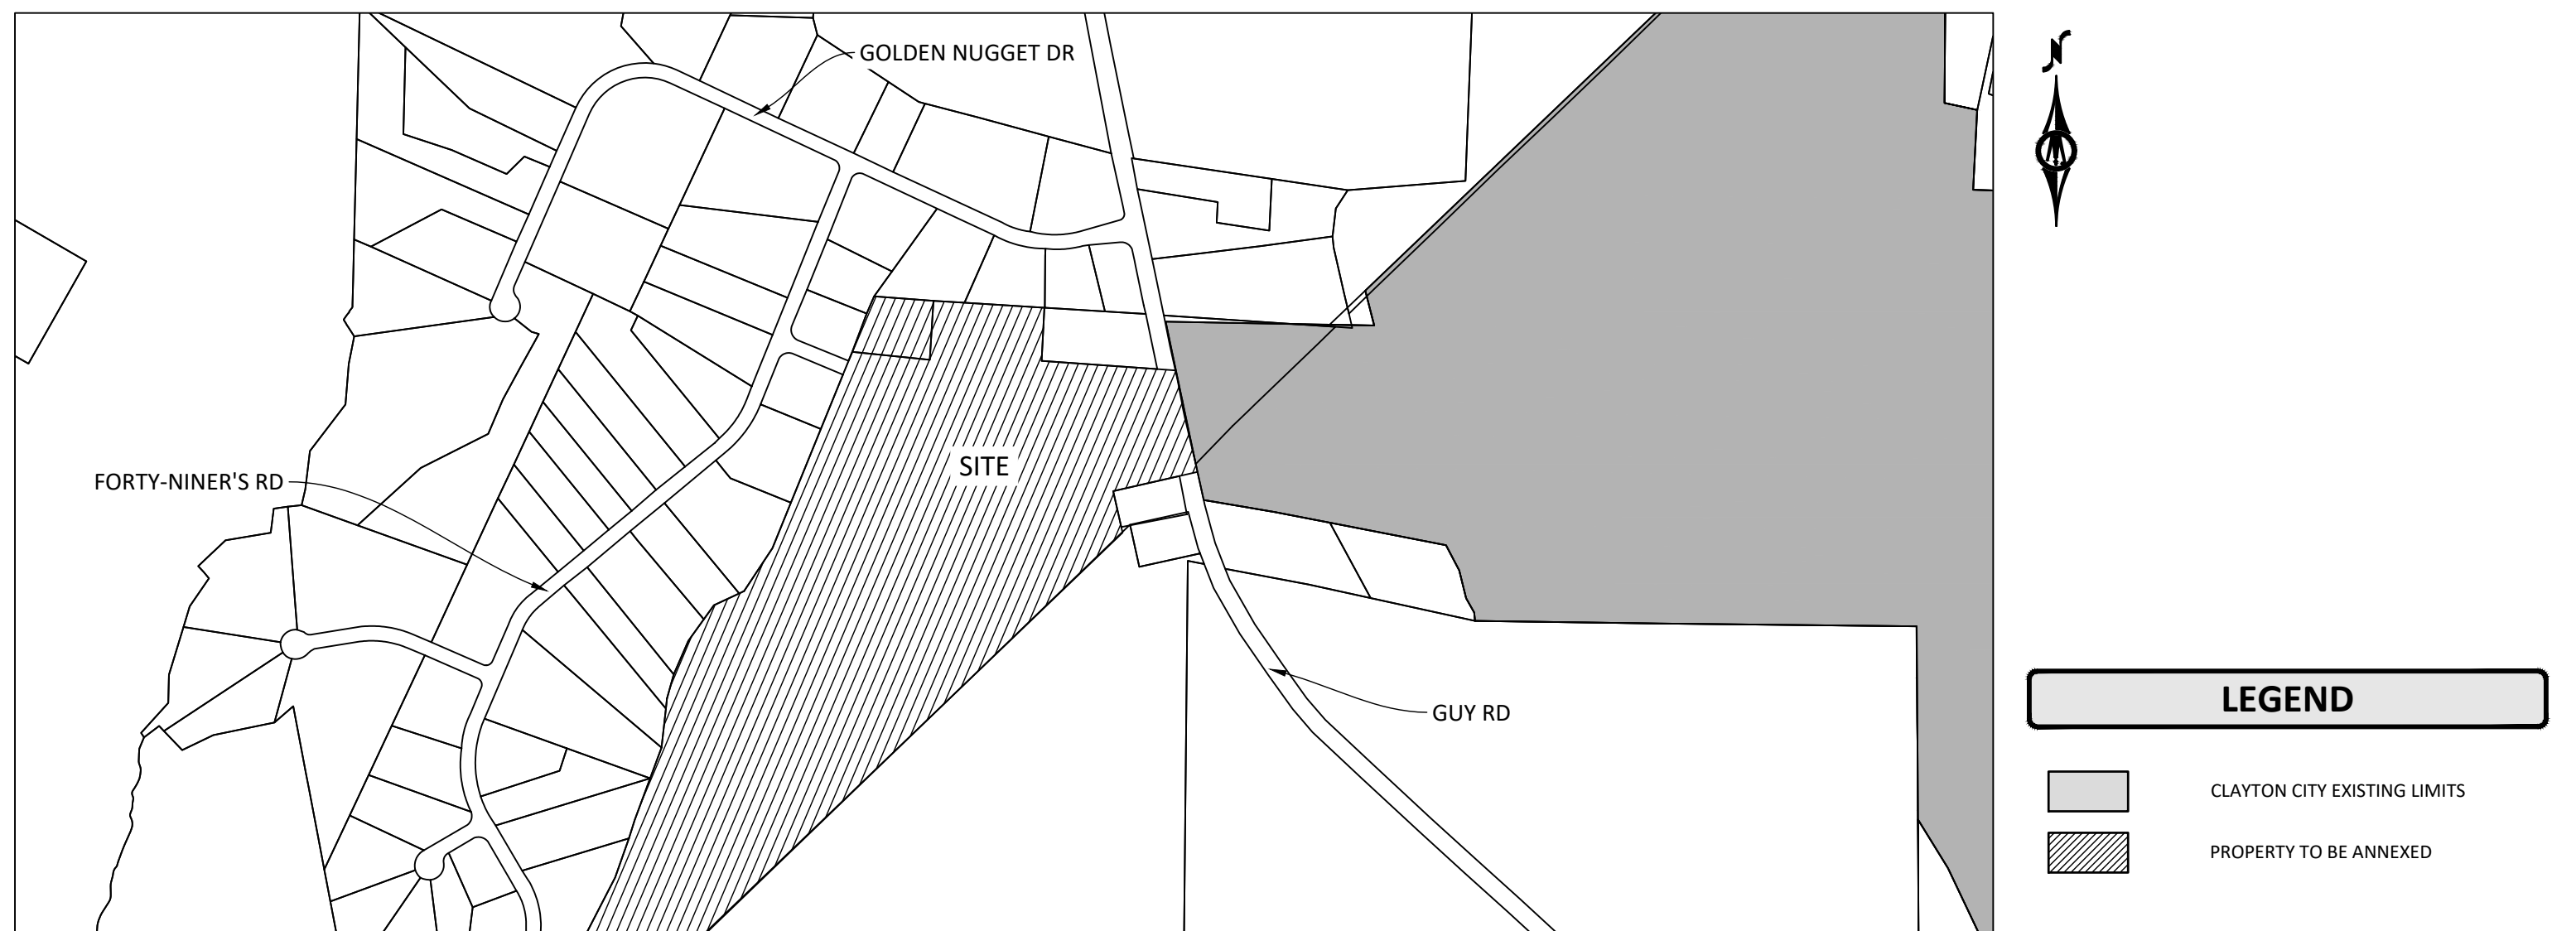 GOLDEN NUGGET DR
N
SITE
FORTY-NINER'S RD
GUY RD
LEGEND
CLAYTON CITY EXISTING LIMITS
PROPERTY TO BE ANNEXED